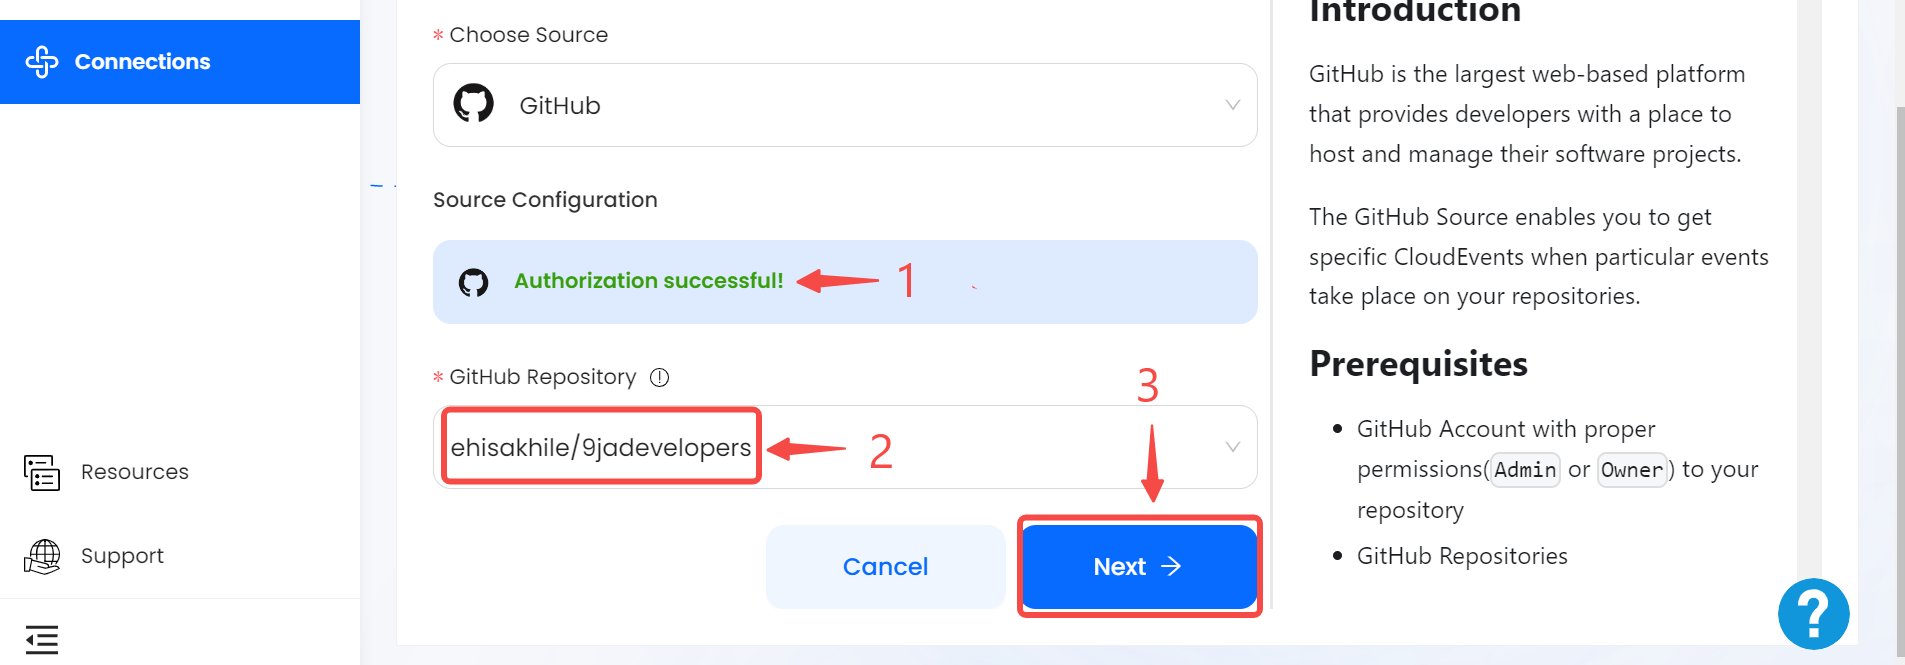 Connections
Resources
Support
* Choose Source
GitHub
Source Configuration
Authorization successful!
1
* GitHub Repository
ehisakhile/9jadevelopers
2
3
Cancel
Next →
Introduction
GitHub is the largest web-based platform
that provides developers with a place to
host and manage their software projects.
The GitHub Source enables you to get
specific CloudEvents when particular events
take place on your repositories.
Prerequisites
• GitHub Account with proper
permissions(Admin or Owner) to your
repository
• GitHub Repositories
?